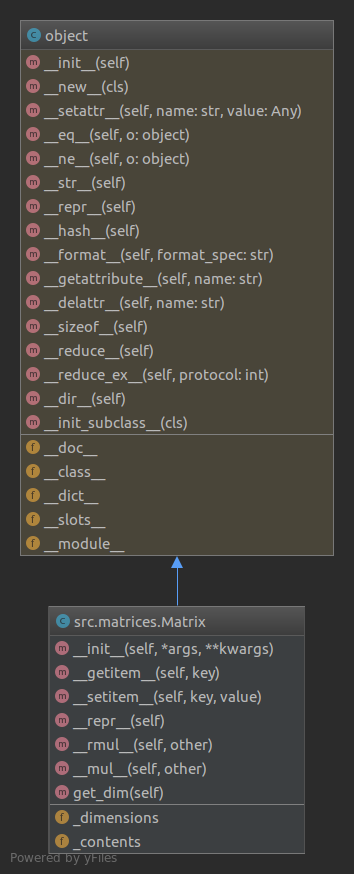 object
__init__(self)
__new__(cls)
__setattr__(self, name: str, value: Any)
__eq__(self, o: object)
__ne__(self, o: object)
__str__(self)
__repr__(self)
__hash__(self)
__format__(self, format_spec: str)
__getattribute__(self, name: str)
__delattr__(self, name: str)
__sizeof__(self)
__reduce__(self)
__reduce_ex__(self, protocol: int)
__dir__(self)
__init_subclass__(cls)
__doc__
__class__
__dict__
__slots__
__module__
src.matrices.Matrix
__init__(self, *args, **kwargs)
__getitem__(self, key)
__setitem__(self, key, value)
__repr__(self)
__rmul__(self, other)
__mul__(self, other)
get_dim(self)
_dimensions
_contents
Powered by yFiles